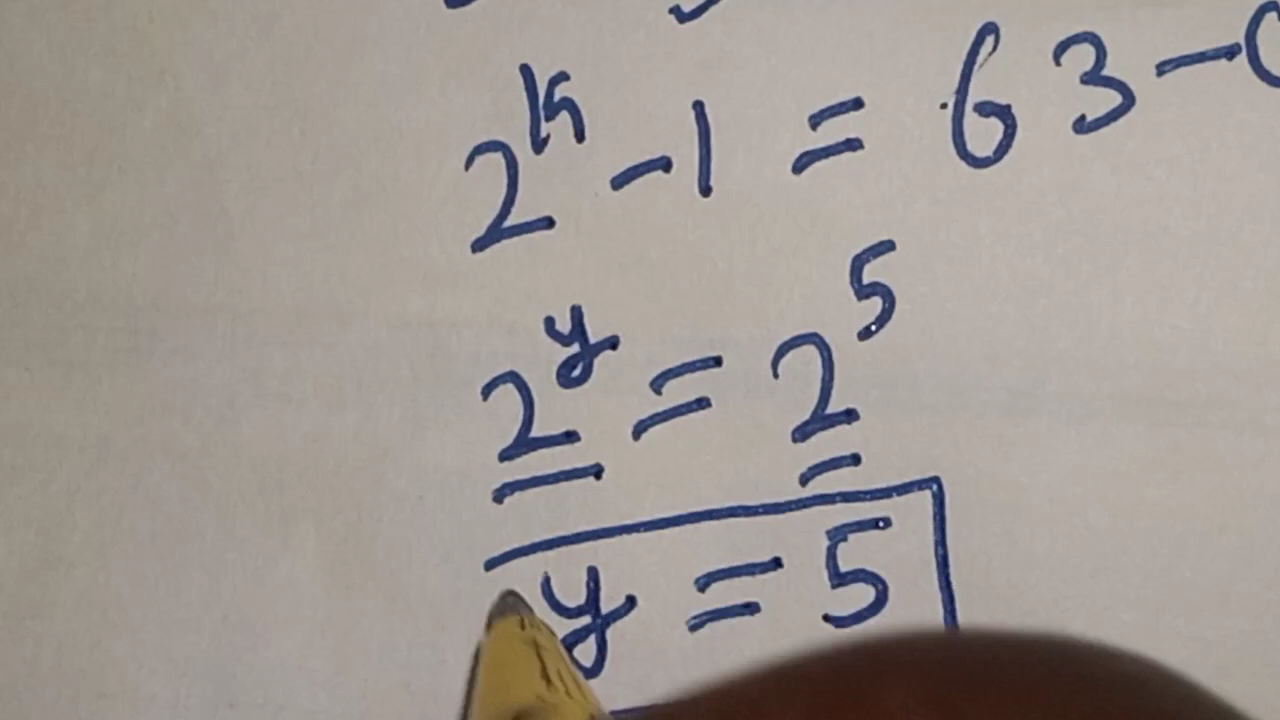 2^{k} - 1 = 63 -
2^{y} = 2^{5}
y = 5